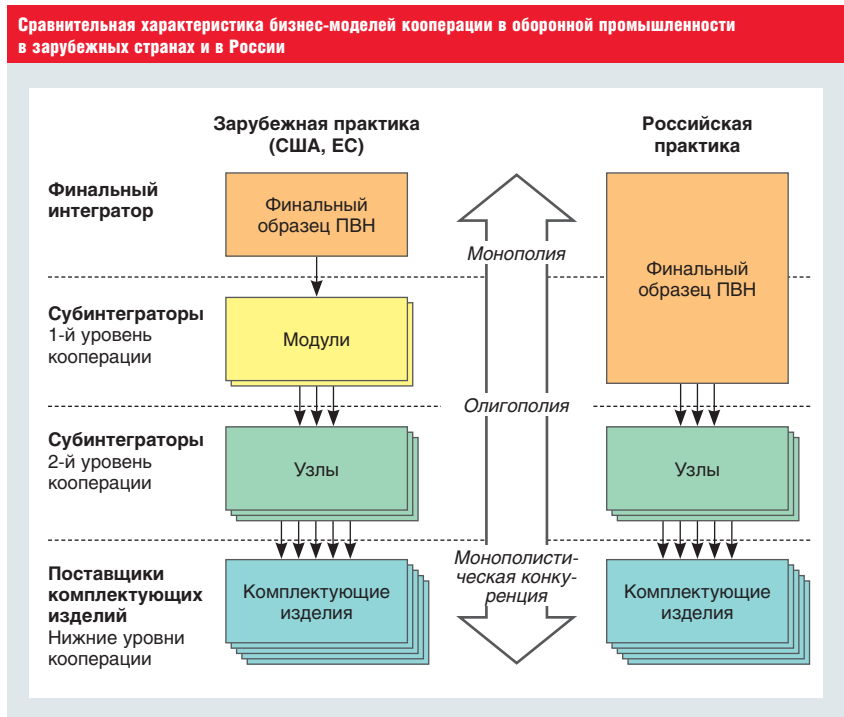 Сравнительная характеристика бизнес-моделей кооперации в оборонной промышленности
в зарубежных странах и в России
Зарубежная практика
(США, ЕС)
Российская
практика
Финальный
интегратор
Финальный
образец ПВН
Монополия
Финальный
образец ПВН
Субинтеграторы
1-й уровень
кооперации
Модули
Олигополия
Субинтеграторы
2-й уровень
кооперации
Узлы
Узлы
Поставщики
комплектующих
изделий
Нижние уровни
кооперации
Комплектующие
изделия
Монополисти-
ческая конку-
ренция
Комплектующие
изделия